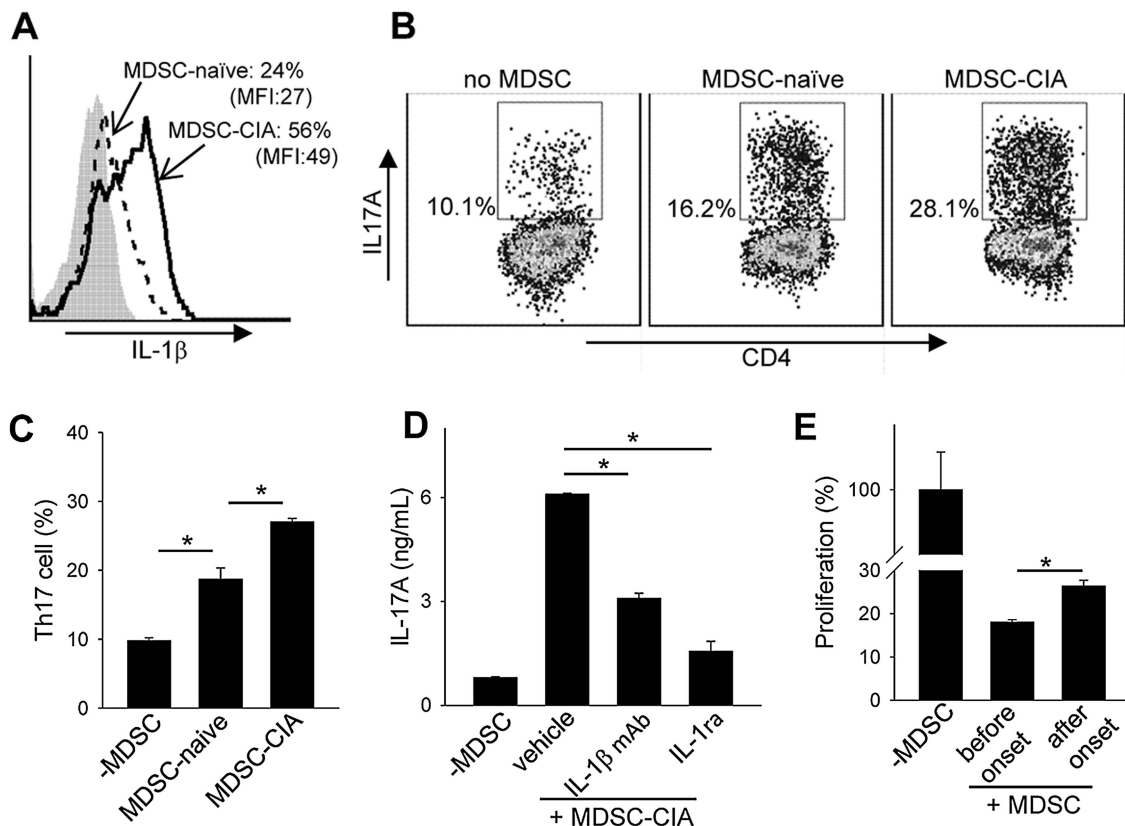 A
MDSC-naïve: 24%
(MFI:27)
MDSC-CIA: 56%
(MFI:49)
IL-1β
B
no MDSC
MDSC-naïve
MDSC-CIA
IL17A
10.1%
16.2%
28.1%
CD4
C
Th17 cell (%)
40
30
20
10
0
*
*
-MDSC
MDSC-naive
MDSC-CIA
D
IL-17A (ng/mL)
6
3
0
*
*
-MDSC
vehicle
IL-1β mAb
IL-1ra
+ MDSC-CIA
E
Proliferation (%)
100
30
20
10
0
*
-MDSC
before
onset
after
onset
+ MDSC